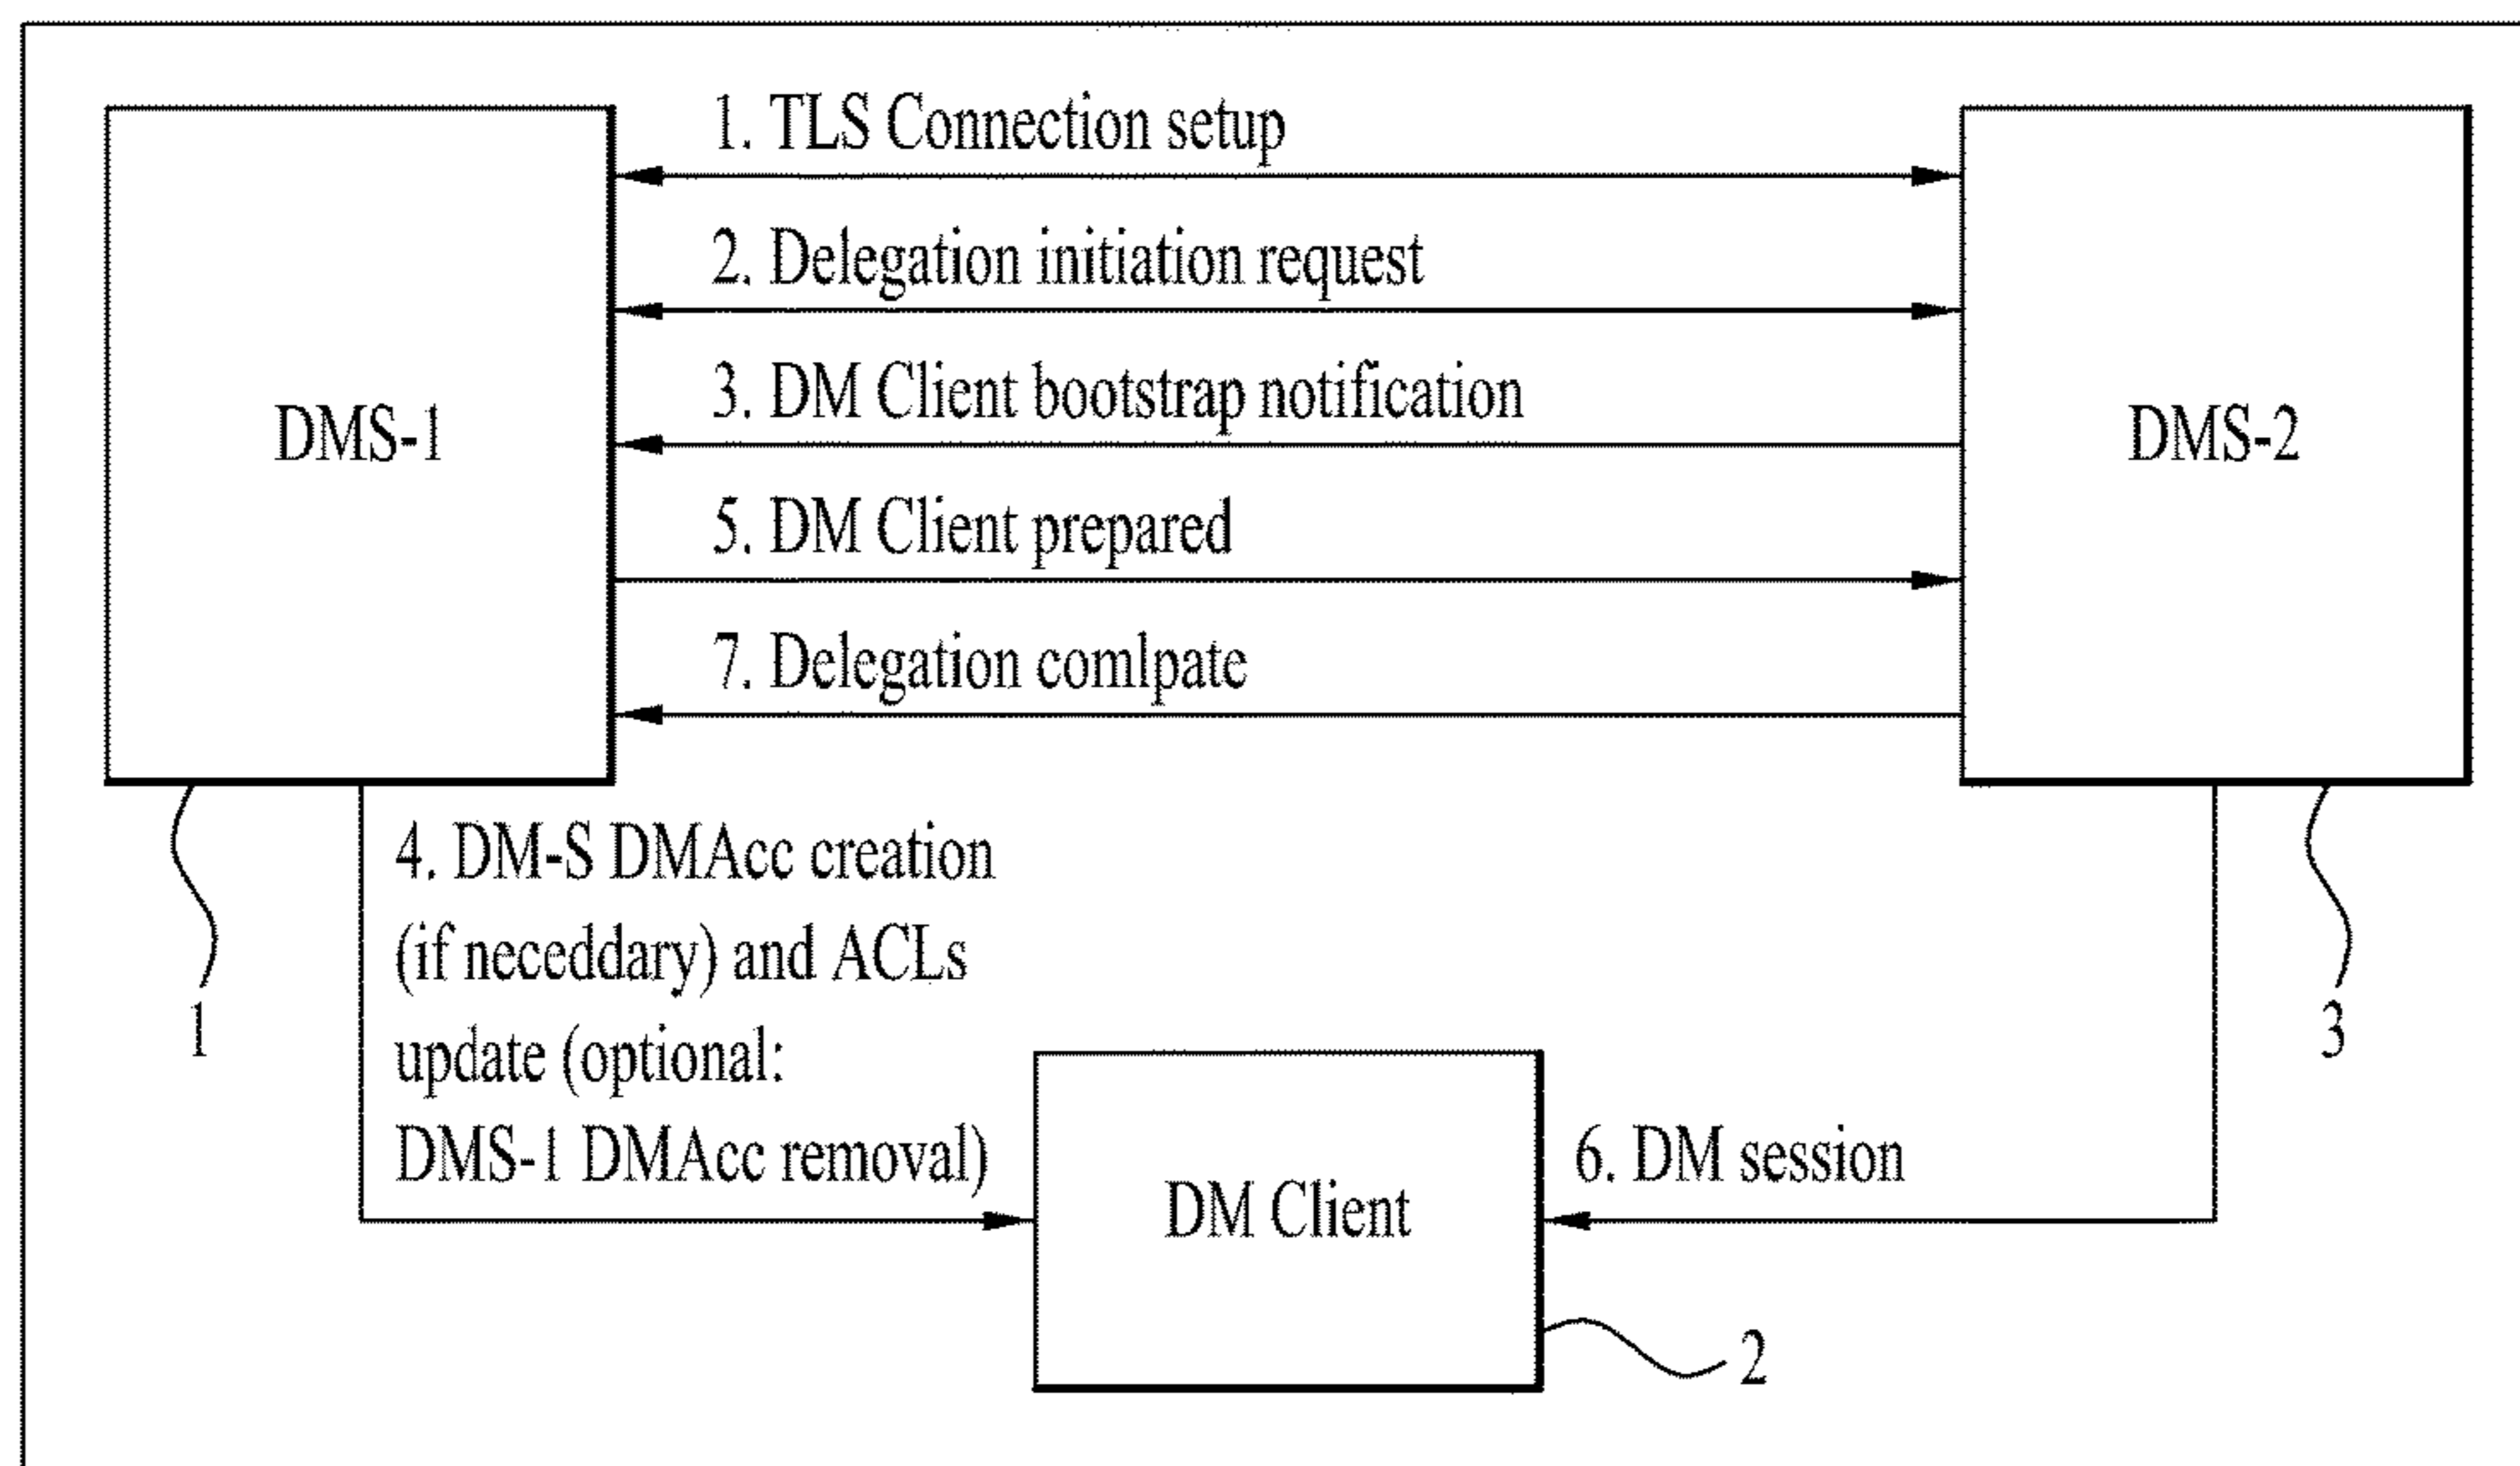 1. TLS Connection setup
2. Delegation initiation request
3. DM Client bootstrap notification
DMS-1
DMS-2
5. DM Client prepared
7. Delegation comlpate
4. DM-S DMAcc creation
(if neceddary) and ACLs
update (optional:
DMS-1 DMAcc removal)
1
3
6. DM session
DM Client
2